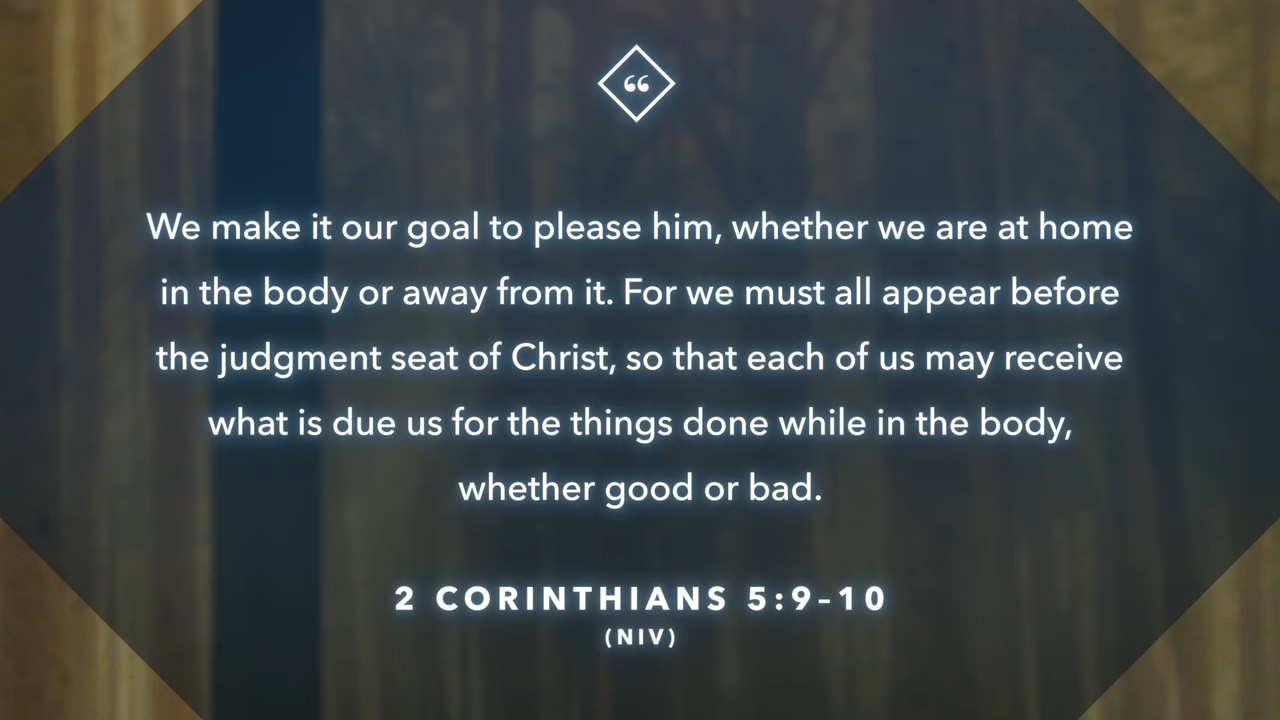 “
We make it our goal to please him, whether we are at home
in the body or away from it. For we must all appear before
the judgment seat of Christ, so that each of us may receive
what is due us for the things done while in the body,
whether good or bad.
2 CORINTHIANS 5:9–10
(NIV)